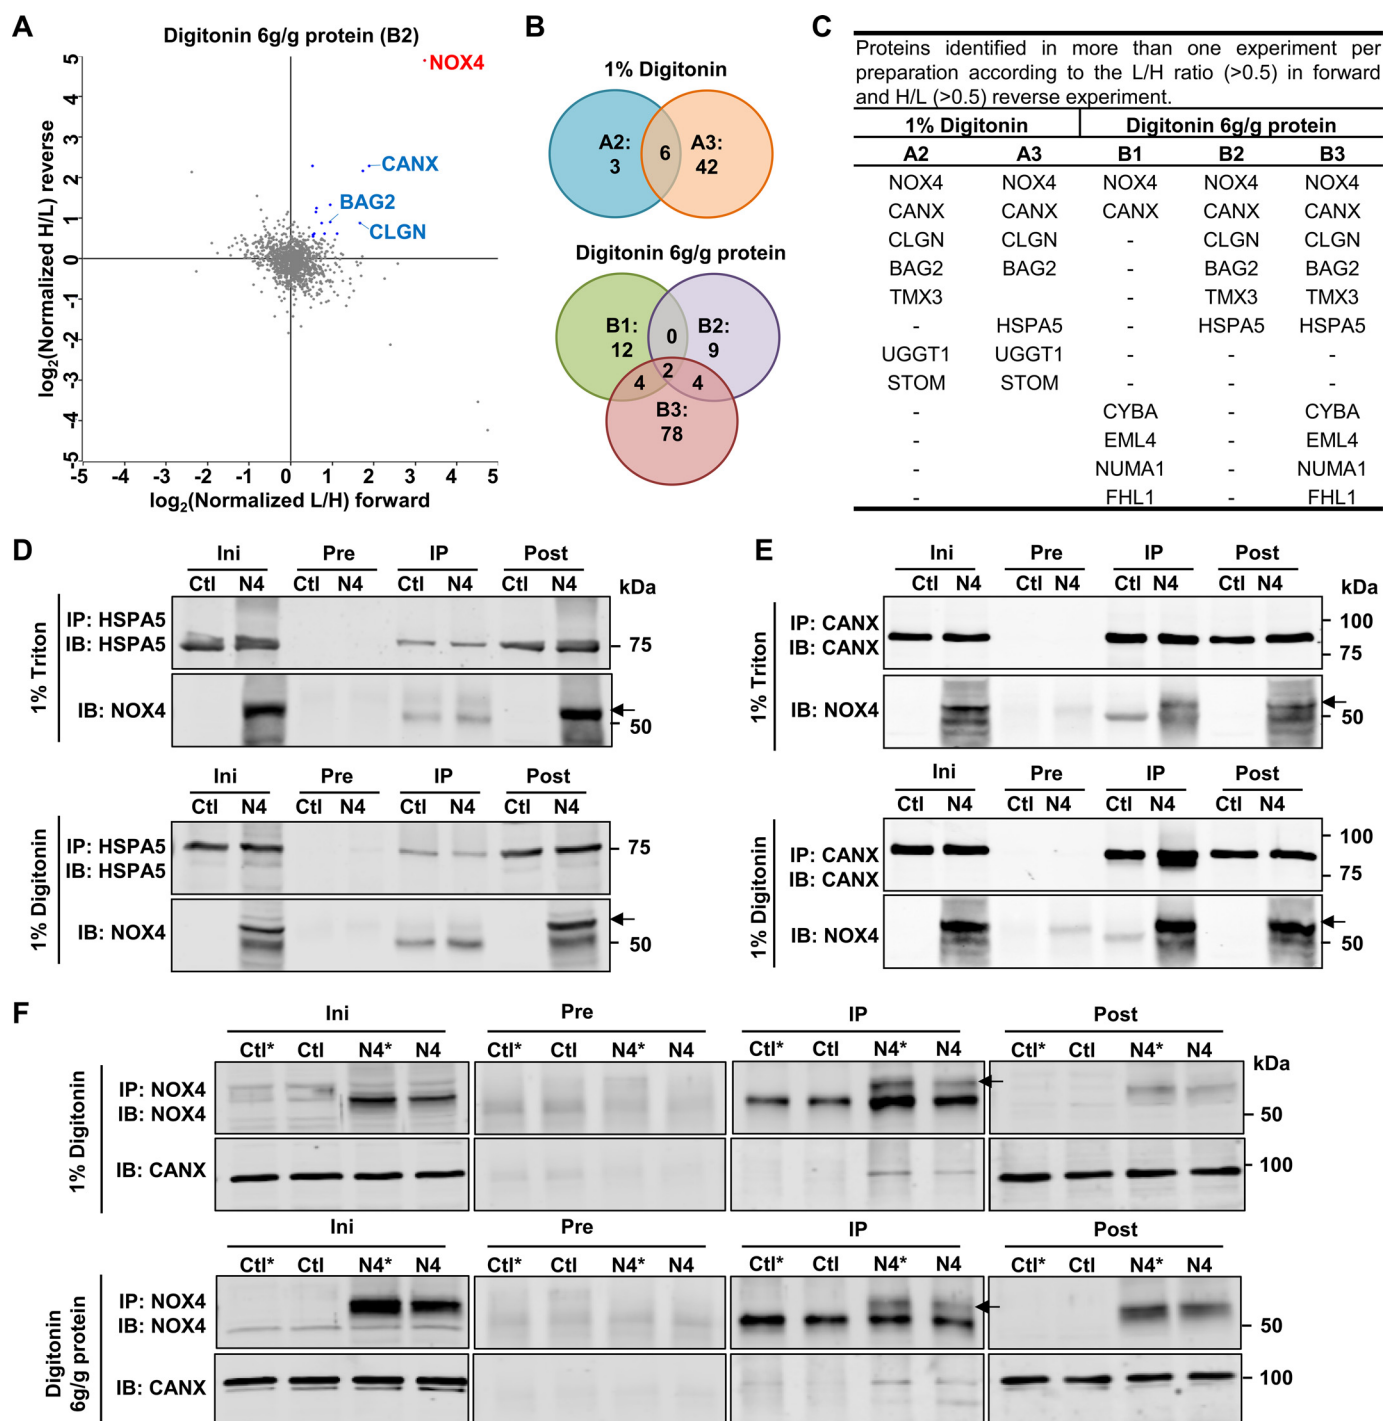 A
Digitonin 6g/g protein (B2)
NOX4
CANX
BAG2
CLGN
log2(Normalized H/L) reverse
5
4
3
2
1
0
-1
-2
-3
-4
-5
-5 -4 -3 -2 -1 0 1 2 3 4 5
log2(Normalized L/H) forward
B
1% Digitonin
A2: 3
6
A3: 42
Digitonin 6g/g protein
B1: 12
0
B2: 9
4
2
4
B3: 78
C
Proteins identified in more than one experiment per
preparation according to the L/H ratio (>0.5) in forward
and H/L (>0.5) reverse experiment.
1% Digitonin Digitonin 6g/g protein
A2 A3 B1 B2 B3
NOX4 NOX4 NOX4 NOX4 NOX4
CANX CANX CANX CANX CANX
CLGN CLGN - CLGN CLGN
BAG2 BAG2 - BAG2 BAG2
TMX3 - TMX3 TMX3
- HSPA5 - HSPA5 HSPA5
UGGT1 UGGT1 - - -
STOM STOM - - -
- CYBA - CYBA
- EML4 - EML4
- NUMA1 - NUMA1
- FHL1 - FHL1
D
Ini Pre IP Post
Ctl N4 Ctl N4 Ctl N4 Ctl N4 kDa
1% Triton
IP: HSPA5
IB: HSPA5
75
IB: NOX4
50
Ini Pre IP Post
Ctl N4 Ctl N4 Ctl N4 Ctl N4
1% Digitonin
IP: HSPA5
IB: HSPA5
75
IB: NOX4
50
E
Ini Pre IP Post
Ctl N4 Ctl N4 Ctl N4 Ctl N4 kDa
1% Triton
IP: CANX
IB: CANX
100
75
IB: NOX4
50
Ini Pre IP Post
Ctl N4 Ctl N4 Ctl N4 Ctl N4
1% Digitonin
IP: CANX
IB: CANX
100
75
IB: NOX4
50
F
Ini Pre IP Post
Ctl* Ctl N4* N4 Ctl* Ctl N4* N4 Ctl* Ctl N4* N4 Ctl* Ctl N4* N4
kDa
1% Digitonin
IP: NOX4
IB: NOX4
50
IB: CANX
100
Ini Pre IP Post
Ctl* Ctl N4* N4 Ctl* Ctl N4* N4 Ctl* Ctl N4* N4 Ctl* Ctl N4* N4
Digitonin
6g/g protein
IP: NOX4
IB: NOX4
50
IB: CANX
100